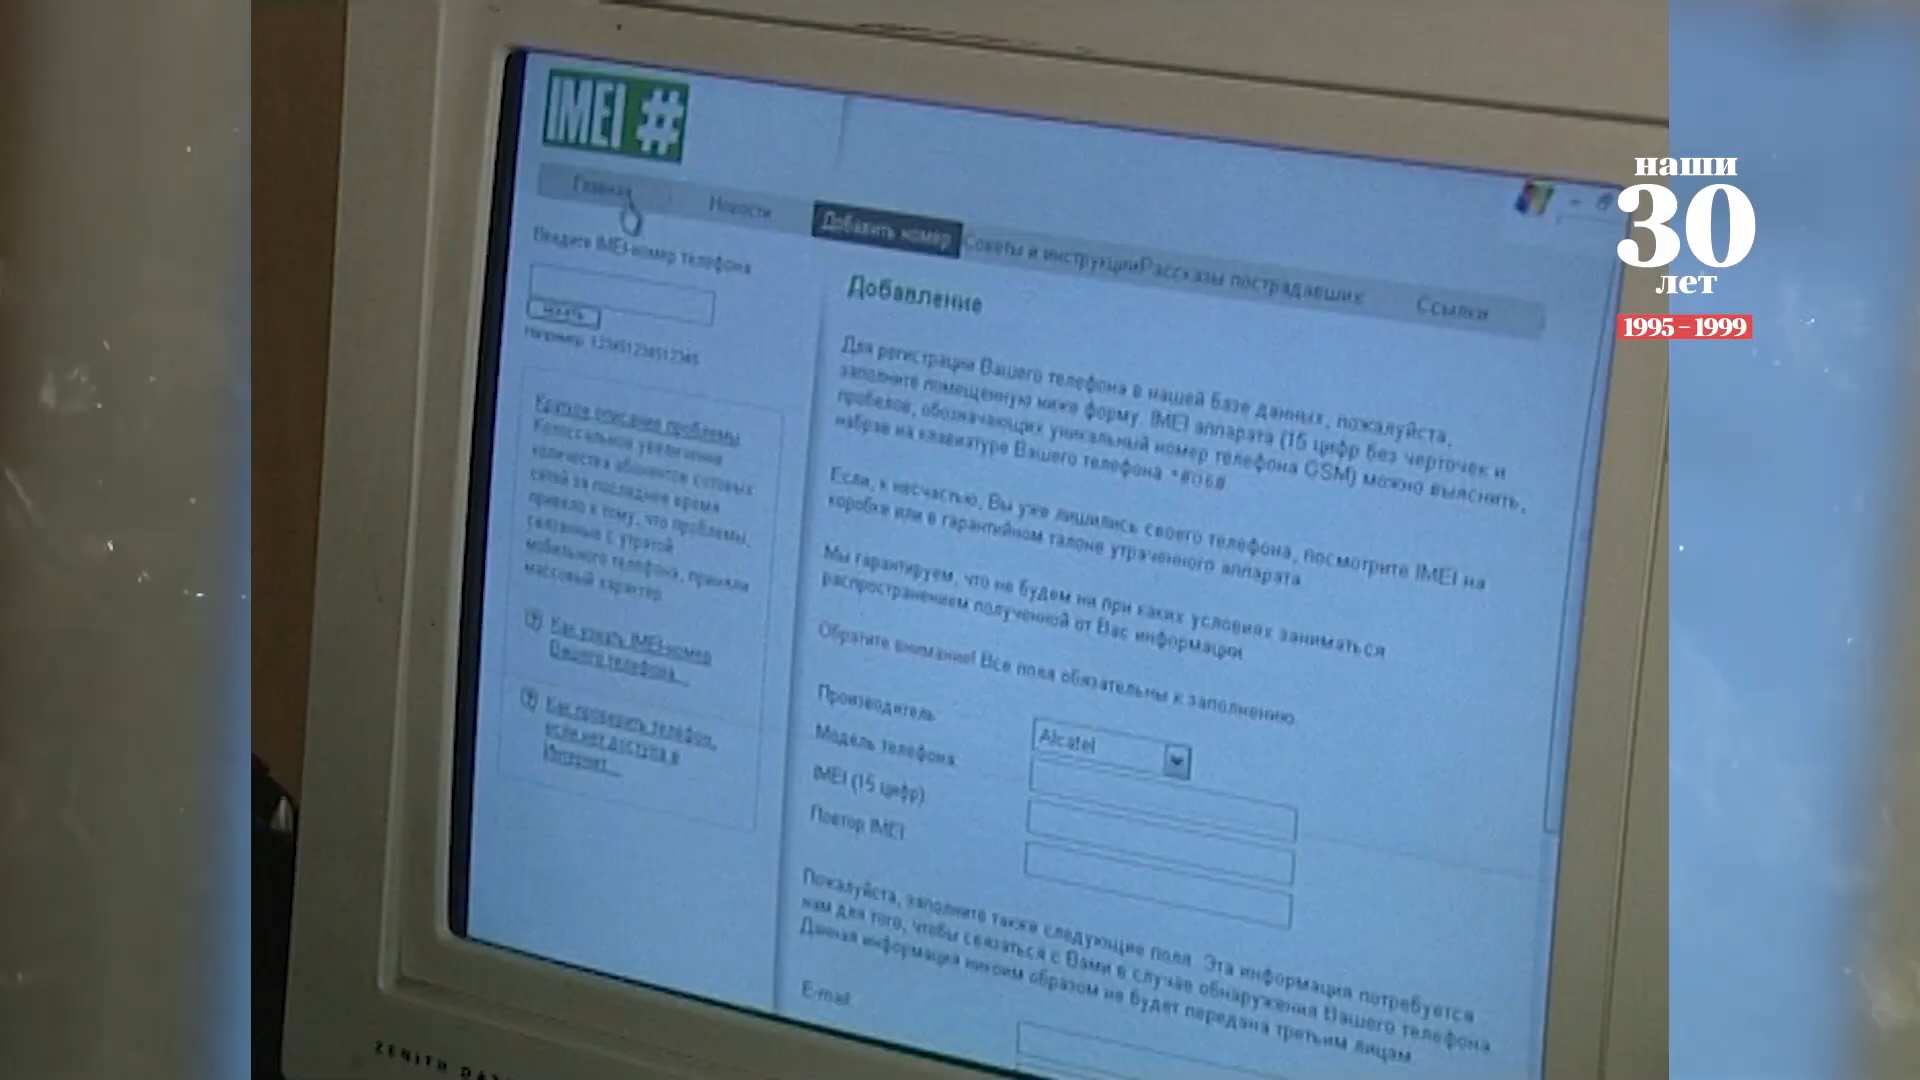 IMEI #
Главная
Новости
Добавить номер
Советы и инструкции
Рассказы пострадавших
Ссылки
наши
30
лет
1995 – 1999
Введите IMEI-номер телефона
искать
Например: 123451234512345
Краткое описание проблемы
Колоссальное увеличение
количества абонентов сотовых
сетей за последнее время
привело к тому, что проблемы,
связанные с утратой
мобильного телефона, приняли
массовый характер.
Как узнать IMEI-номер
Вашего телефона...
Как проверить телефон,
если нет доступа в
Интернет...
Добавление
Для регистрации Вашего телефона в нашей базе данных, пожалуйста,
заполните помещенную ниже форму. IMEI аппарата (15 цифр без черточек и
пробелов, обозначающих уникальный номер телефона GSM) можно выяснить,
набрав на клавиатуре Вашего телефона *#06#.
Если, к несчастью, Вы уже лишились своего телефона, посмотрите IMEI на
коробке или в гарантийном талоне утраченного аппарата.
Мы гарантируем, что не будем ни при каких условиях заниматься
распространением полученной от Вас информации.
Обратите внимание! Все поля обязательны к заполнению.
Производитель
Alcatel
Модель телефона
IMEI (15 цифр)
Повтор IMEI
Пожалуйста, заполните также следующие поля. Эта информация потребуется
нам для того, чтобы связаться с Вами в случае обнаружения Вашего телефона.
Данная информация никоим образом не будет передана третьим лицам.
E-mail
ZENITH